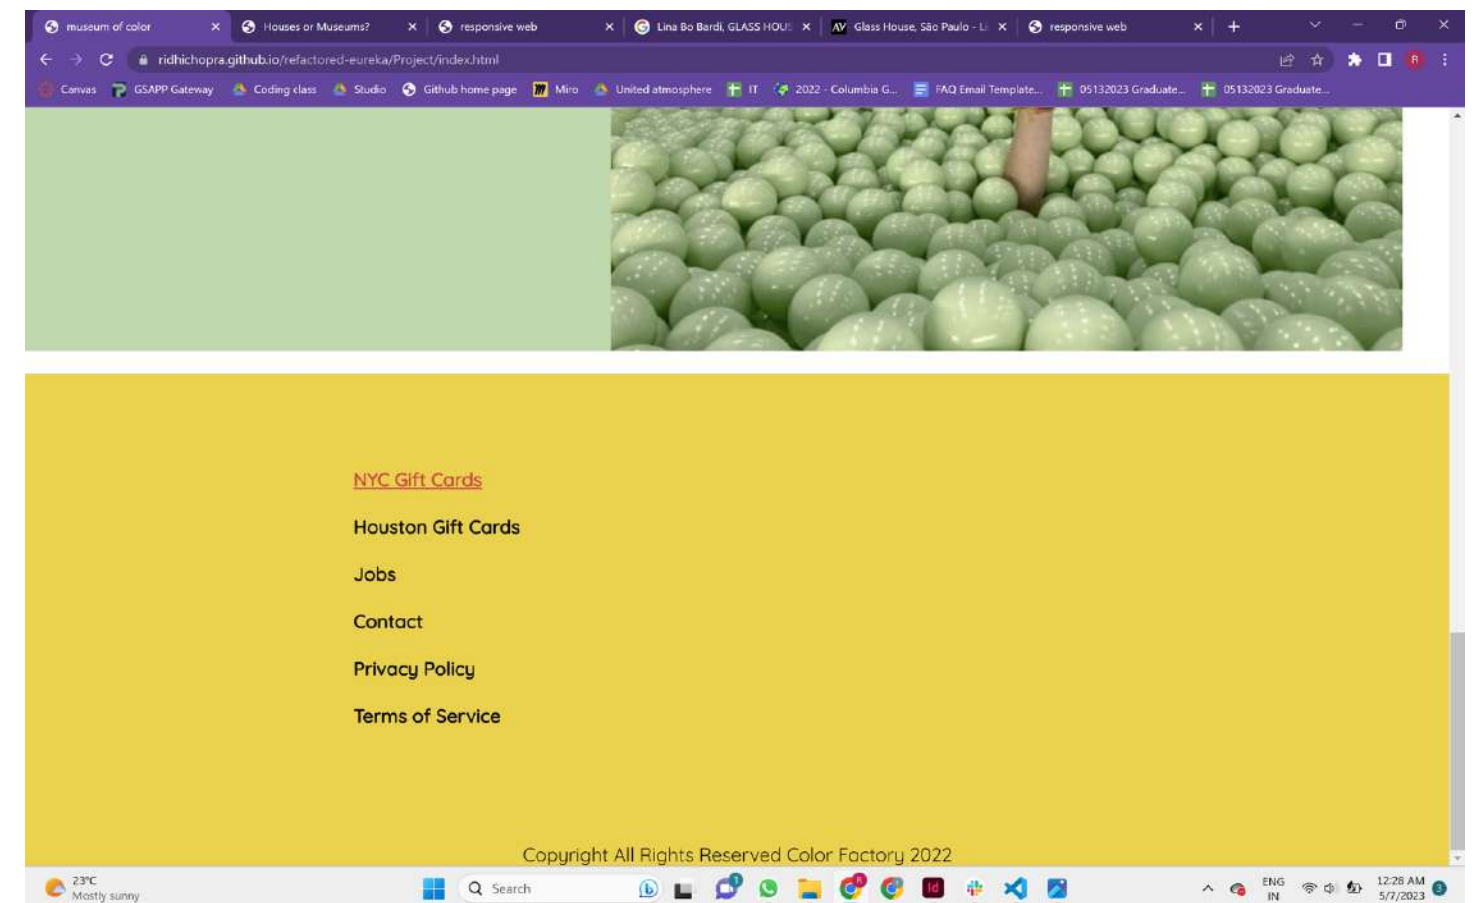 museum of color
Houses or Museums?
responsive web
Lina Bo Bardi, GLASS HOUS
AV Glass House, São Paulo - Li
responsive web
ridhichopra.github.io/refactored-eureka/Project/index.html
Canvas
GSAPP Gateway
Coding class
Studio
Github home page
Miro
United atmosphere
IT
2022 - Columbia G...
FAQ Email Template...
05132023 Graduate...
05132023 Graduate...
NYC Gift Cards
Houston Gift Cards
Jobs
Contact
Privacy Policy
Terms of Service
Copyright All Rights Reserved Color Factory 2022
23°C
Mostly sunny
Search
Id
ENG
IN
12:28 AM
5/7/2023
3